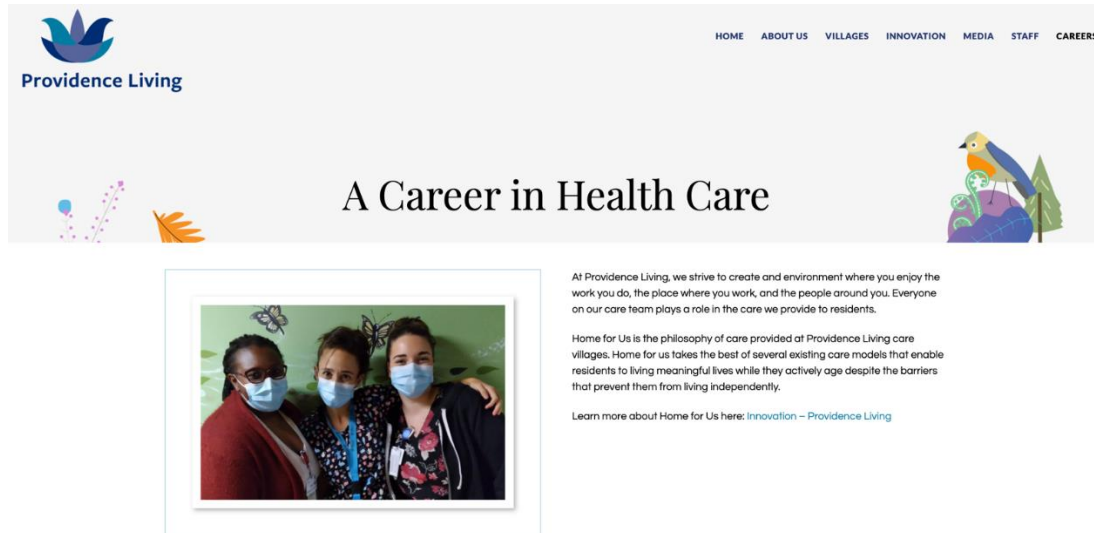 Providence Living
HOME ABOUT US VILLAGES INNOVATION MEDIA STAFF CAREERS
A Career in Health Care
At Providence Living, we strive to create and environment where you enjoy the
work you do, the place where you work, and the people around you. Everyone
on our care team plays a role in the care we provide to residents.
Home for Us is the philosophy of care provided at Providence Living care
villages. Home for us takes the best of several existing care models that enable
residents to living meaningful lives while they actively age despite the barriers
that prevent them from living independently.
Learn more about Home for Us here: Innovation – Providence Living